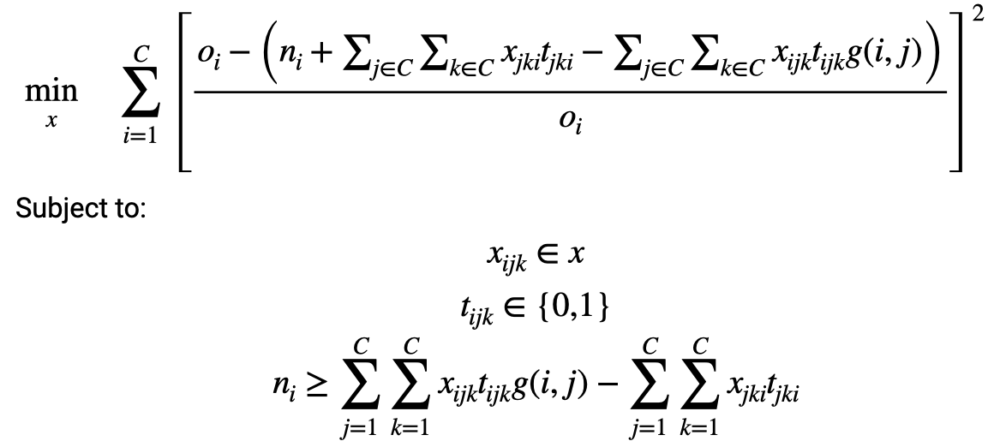 min x ∑ i=1 C [ (o_i − (n_i + ∑_{j∈C} ∑_{k∈C} x_{jki} t_{jki} − ∑_{j∈C} ∑_{k∈C} x_{ijk} t_{ijk} g(i, j))) / o_i ]^2
Subject to:
x_{ijk} ∈ x
t_{ijk} ∈ {0,1}
n_i ≥ ∑_{j=1}^{C} ∑_{k=1}^{C} x_{ijk} t_{ijk} g(i, j) − ∑_{j=1}^{C} ∑_{k=1}^{C} x_{jki} t_{jki}